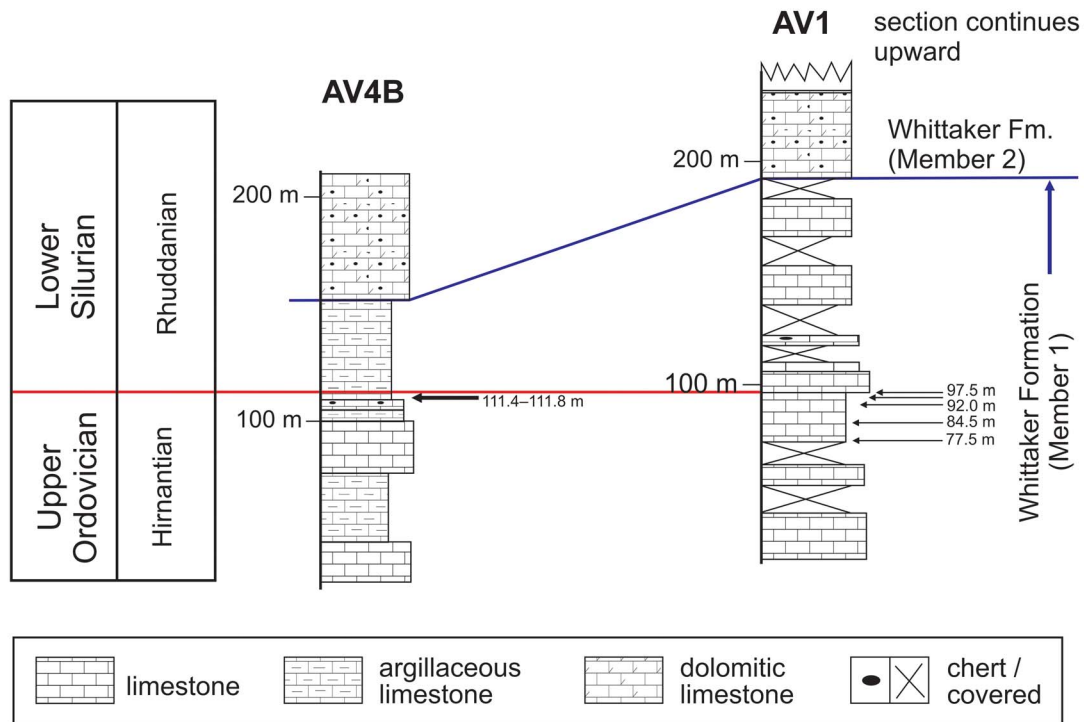 AV1
section continues
upward
AV4B
Whittaker Fm.
(Member 2)
200 m
200 m
Lower
Silurian
Rhuddanian
Whittaker Formation
(Member 1)
100 m
97.5 m
111.4–111.8 m
92.0 m
100 m
84.5 m
77.5 m
Upper
Ordovician
Hirnantian
limestone
argillaceous
limestone
dolomitic
limestone
chert /
covered